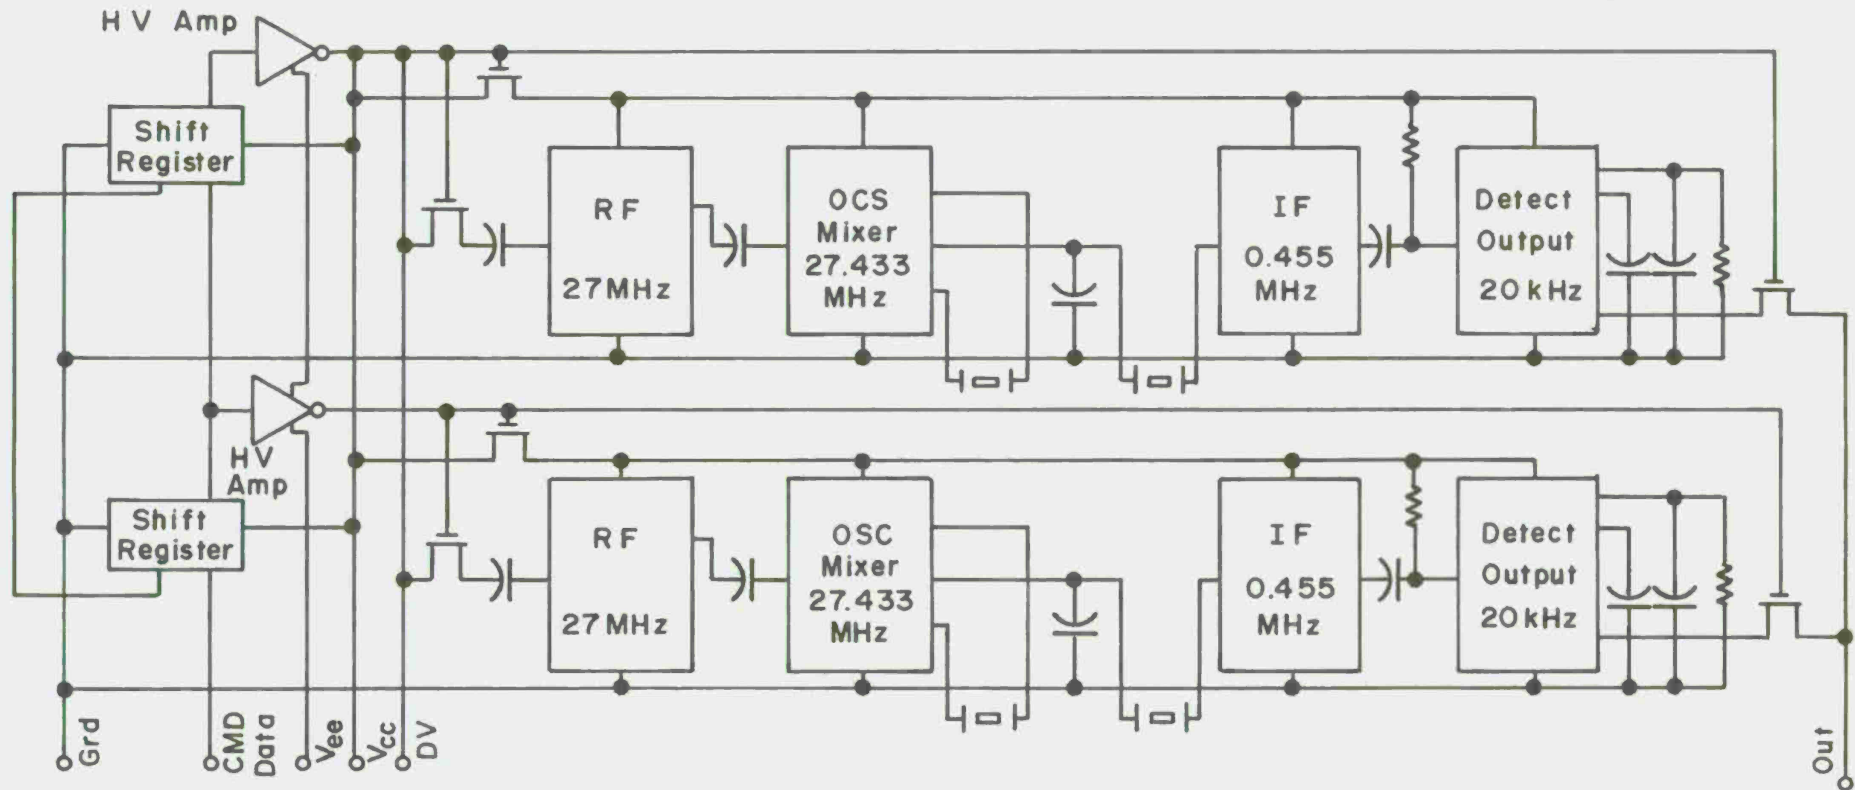 HV Amp
Shift
Register
RF
27MHz
OCS
Mixer
27.433
MHz
IF
0.455
MHz
Detect
Output
20kHz
HV
Amp
Shift
Register
RF
27MHz
OSC
Mixer
27.433
MHz
IF
0.455
MHz
Detect
Output
20kHz
Grd
CMD
Data
Vee
Vcc
DV
Out